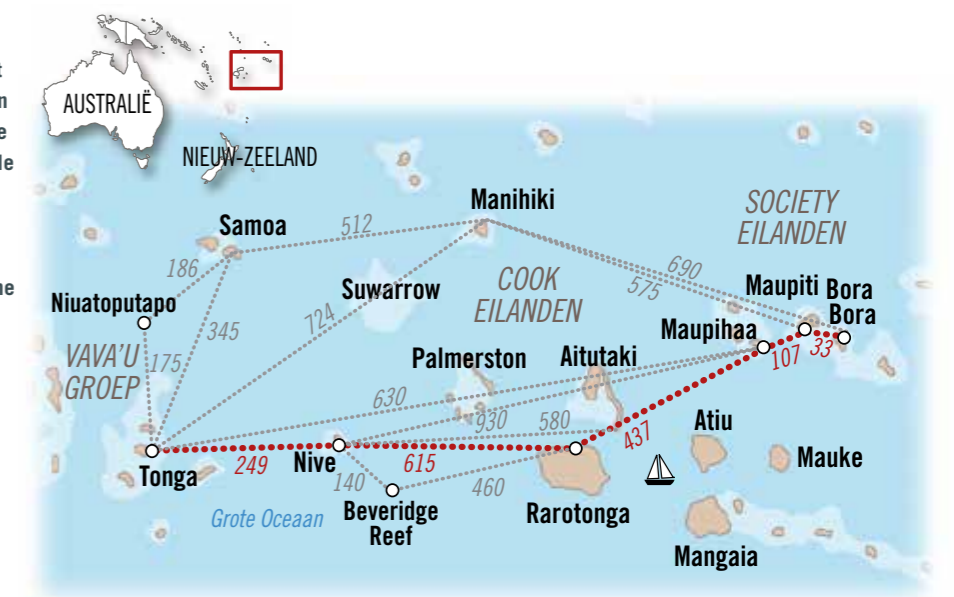 t
n
AUSTRALIË
e
le
NIEUW-ZEELAND
Manihiki
SOCIETY
EILANDEN
Samoa
512
186
690
ne
Niuatoputapo
Suwarrow
COOK
EILANDEN
575
Maupiti
Bora
Bora
724
345
Maupihaa
VAVA'U
GROEP
175
Palmerston
Aitutaki
107
33
630
930
580
437
Atiu
Tonga
249
Nive
615
Mauke
140
460
Grote Oceaan
Beveridge
Reef
Rarotonga
Mangaia